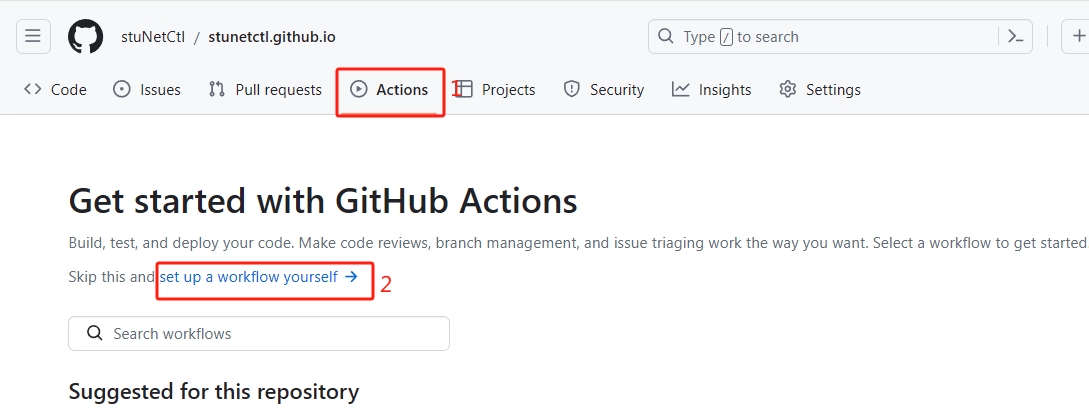 stuNetCtl / stunetctl.github.io Type / to search
Code Issues Pull requests Actions 1 Projects Security Insights Settings
Get started with GitHub Actions
Build, test, and deploy your code. Make code reviews, branch management, and issue triaging work the way you want. Select a workflow to get started.
Skip this and set up a workflow yourself → 2
Search workflows
Suggested for this repository